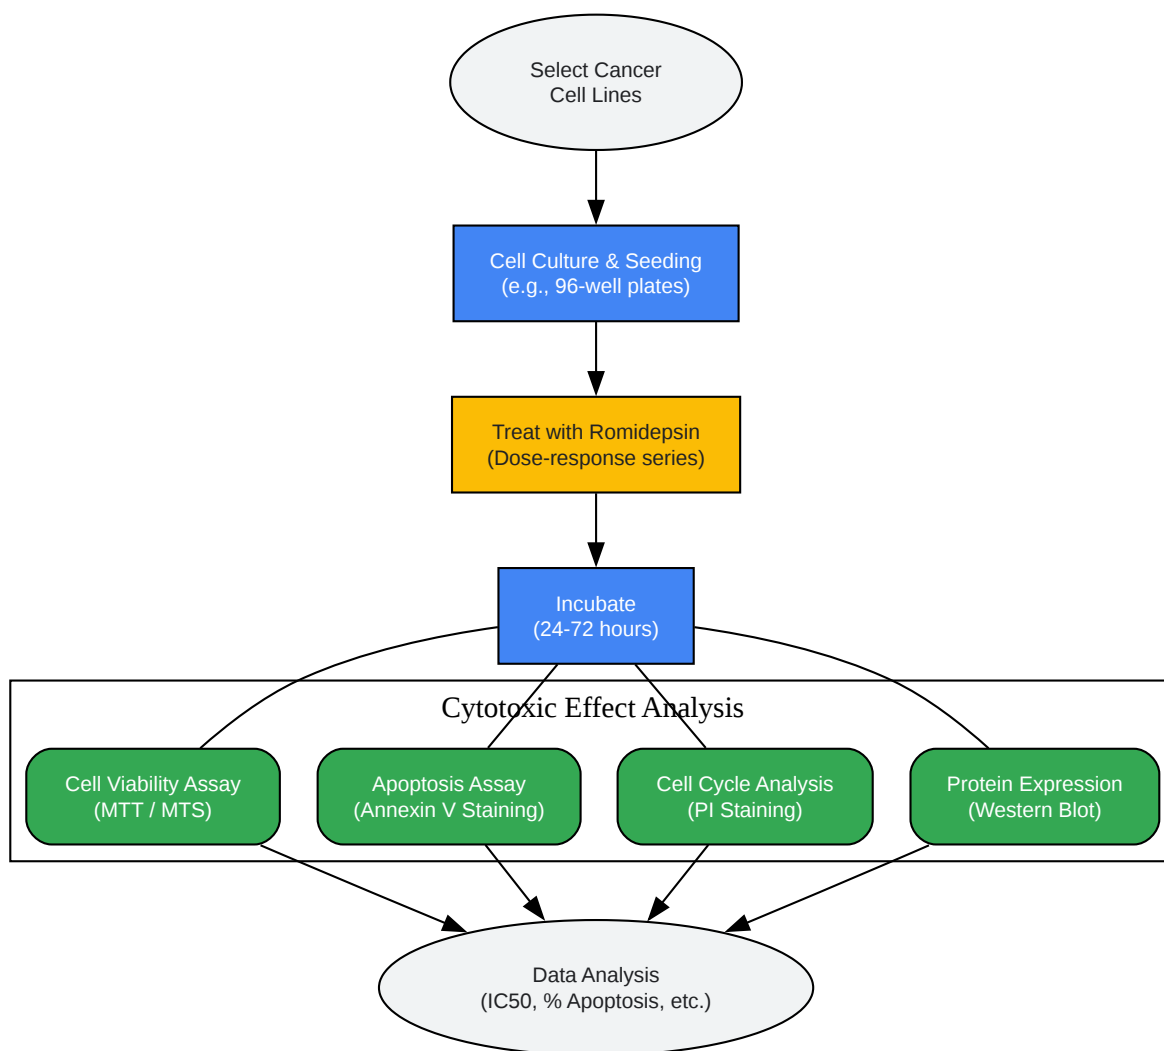 Select Cancer
Cell Lines
Cell Culture & Seeding
(e.g., 96-well plates)
Treat with Romidepsin
(Dose-response series)
Incubate
(24-72 hours)
Cytotoxic Effect Analysis
Cell Viability Assay
(MTT / MTS)
Apoptosis Assay
(Annexin V Staining)
Cell Cycle Analysis
(PI Staining)
Protein Expression
(Western Blot)
Data Analysis
(IC50, % Apoptosis, etc.)